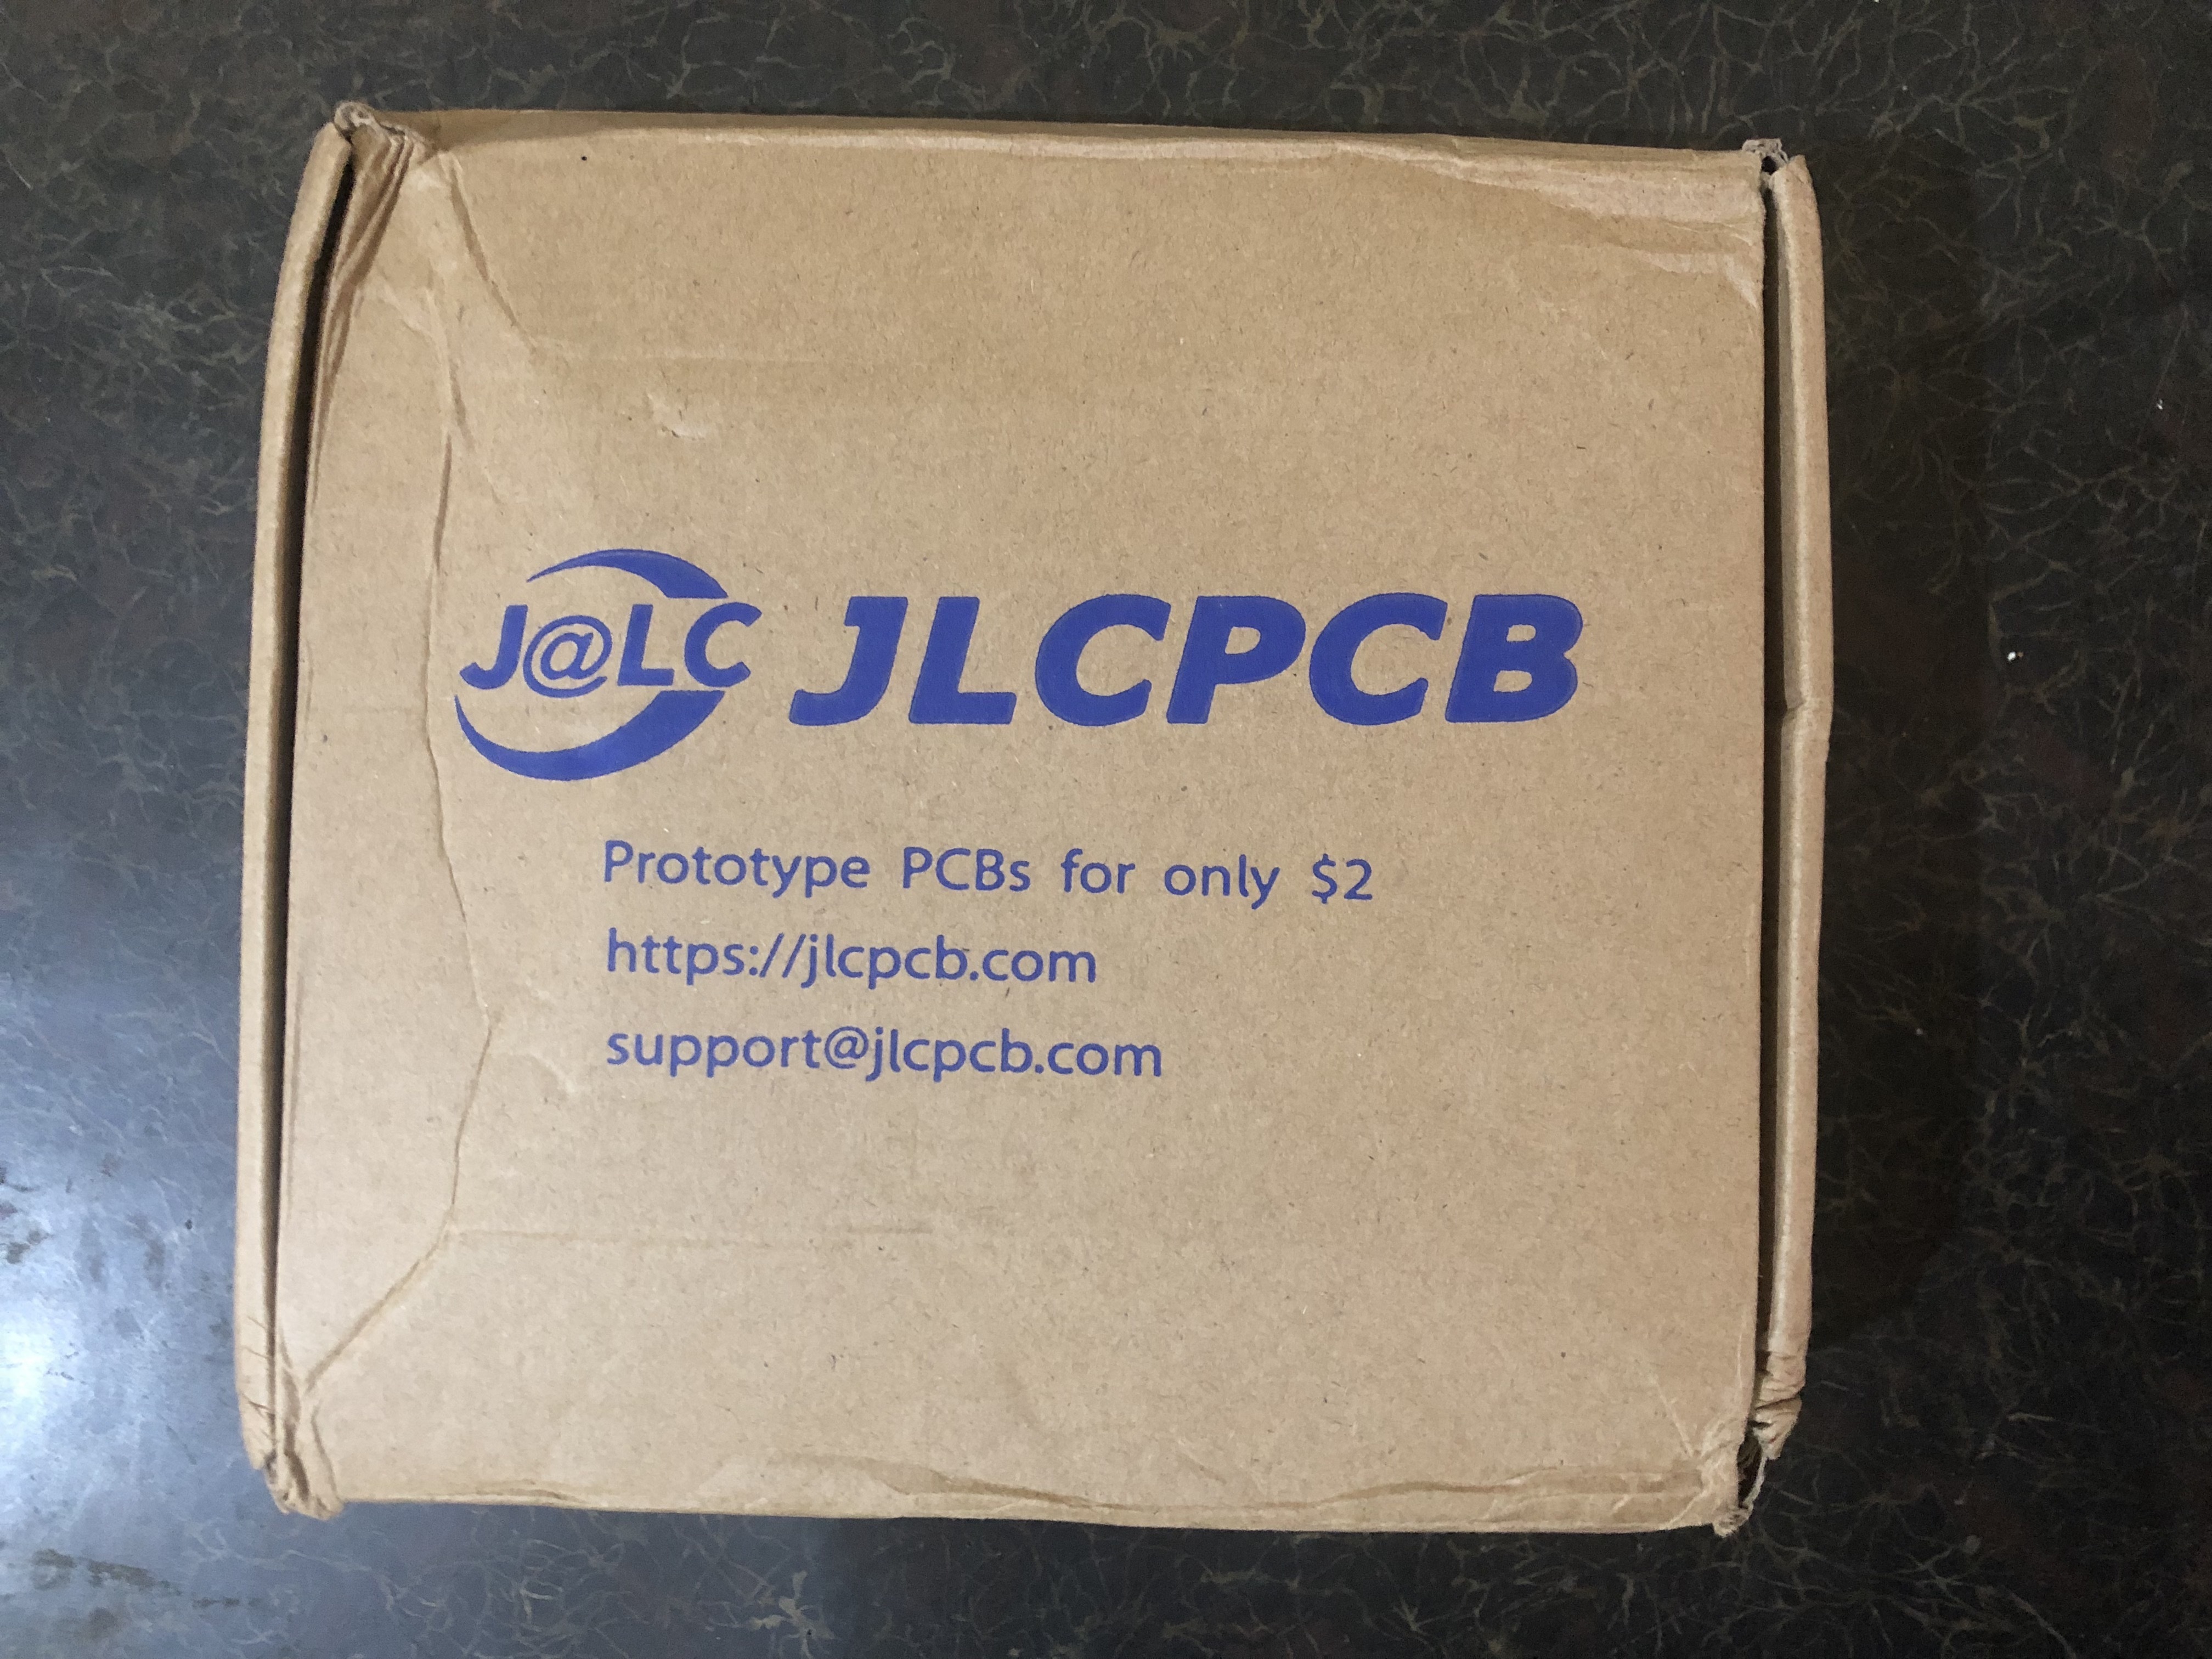 J@LC JLCPCB
Prototype PCBs for only $2
https://jlcpcb.com
support@jlcpcb.com